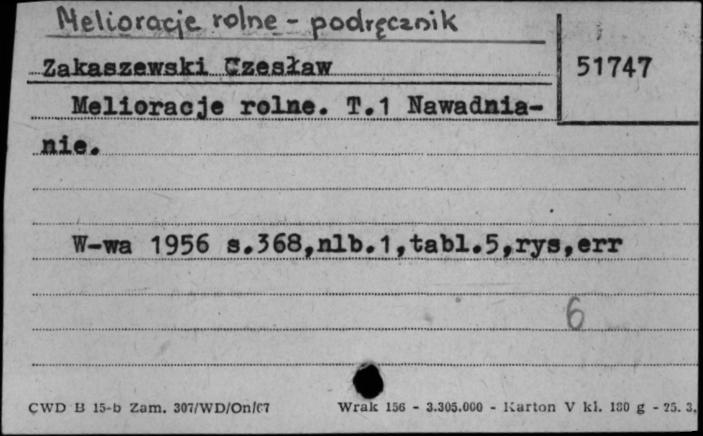 Melioracje rolne - podręcznik
Zakaszewski Czesław
51747
Melioracje rolne. T.1 Nawadnia-
nie.
W-wa 1956 s.368,nlb.1,tabl.5,rys,err
6
CWD B 15-b Zam. 307/WD/On/67
Wrak 156 - 3.305.000 - Karton V kl. 180 g - 25. 3.